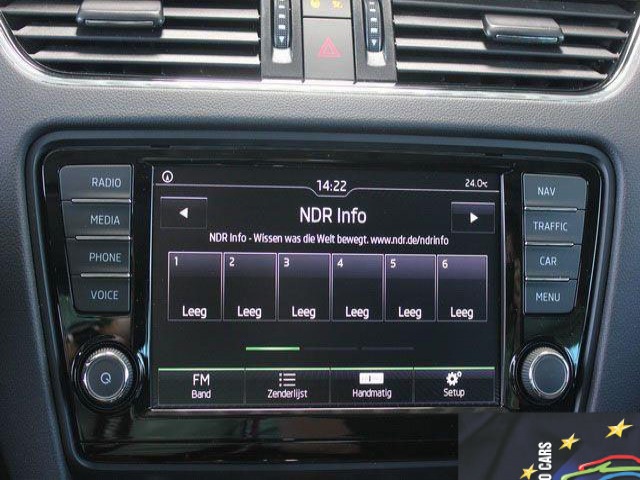 14:22
24.0°C
RADIO
MEDIA
PHONE
VOICE
NAV
TRAFFIC
CAR
MENU
NDR Info
NDR Info - Wissen was die Welt bewegt. www.ndr.de/ndrinfo
1 2 3 4 5 6
Leeg Leeg Leeg Leeg Leeg Leeg
FM Band
Zenderlijst
Handmatig
Setup
CARS